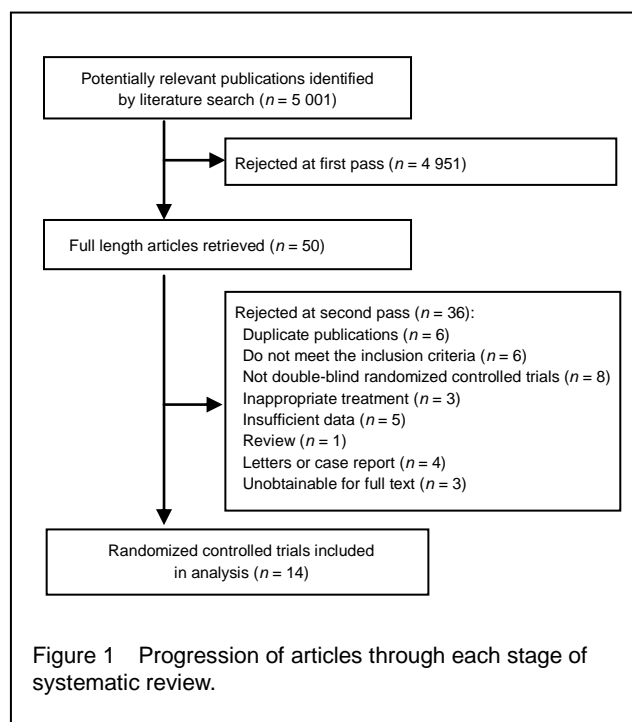 Potentially relevant publications identified
by literature search (n = 5 001)
Rejected at first pass (n = 4 951)
Full length articles retrieved (n = 50)
Rejected at second pass (n = 36):
Duplicate publications (n = 6)
Do not meet the inclusion criteria (n = 6)
Not double-blind randomized controlled trials (n = 8)
Inappropriate treatment (n = 3)
Insufficient data (n = 5)
Review (n = 1)
Letters or case report (n = 4)
Unobtainable for full text (n = 3)
Randomized controlled trials included
in analysis (n = 14)
Figure 1 Progression of articles through each stage of
systematic review.